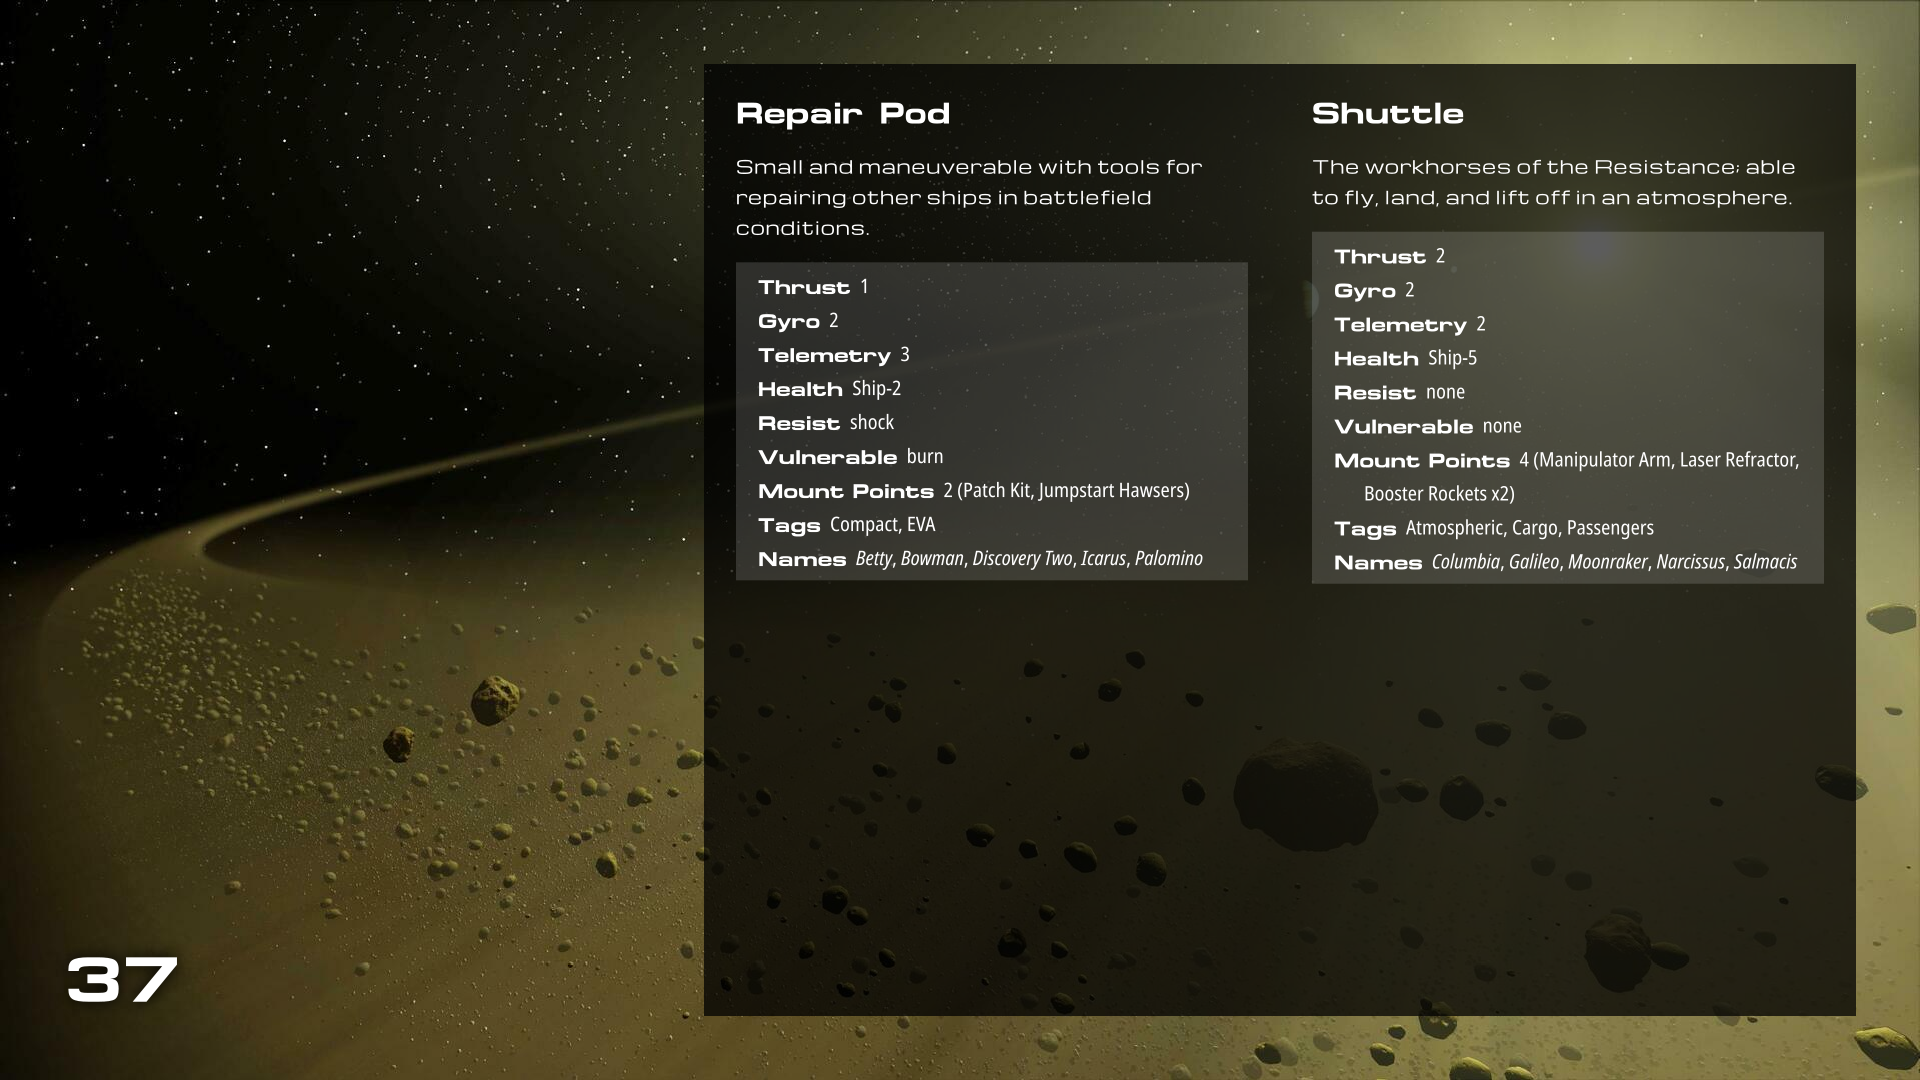 Repair Pod
Small and maneuverable with tools for
repairing other ships in battlefield
conditions.
Thrust 1
Gyro 2
Telemetry 3
Health Ship-2
Resist shock
Vulnerable burn
Mount Points 2 (Patch Kit, Jumpstart Hawsers)
Tags Compact, EVA
Names Betty, Bowman, Discovery Two, Icarus, Palomino
Shuttle
The workhorses of the Resistance; able
to fly, land, and lift off in an atmosphere.
Thrust 2
Gyro 2
Telemetry 2
Health Ship-5
Resist none
Vulnerable none
Mount Points 4 (Manipulator Arm, Laser Refractor,
Booster Rockets x2)
Tags Atmospheric, Cargo, Passengers
Names Columbia, Galileo, Moonraker, Narcissus, Salmacis
37